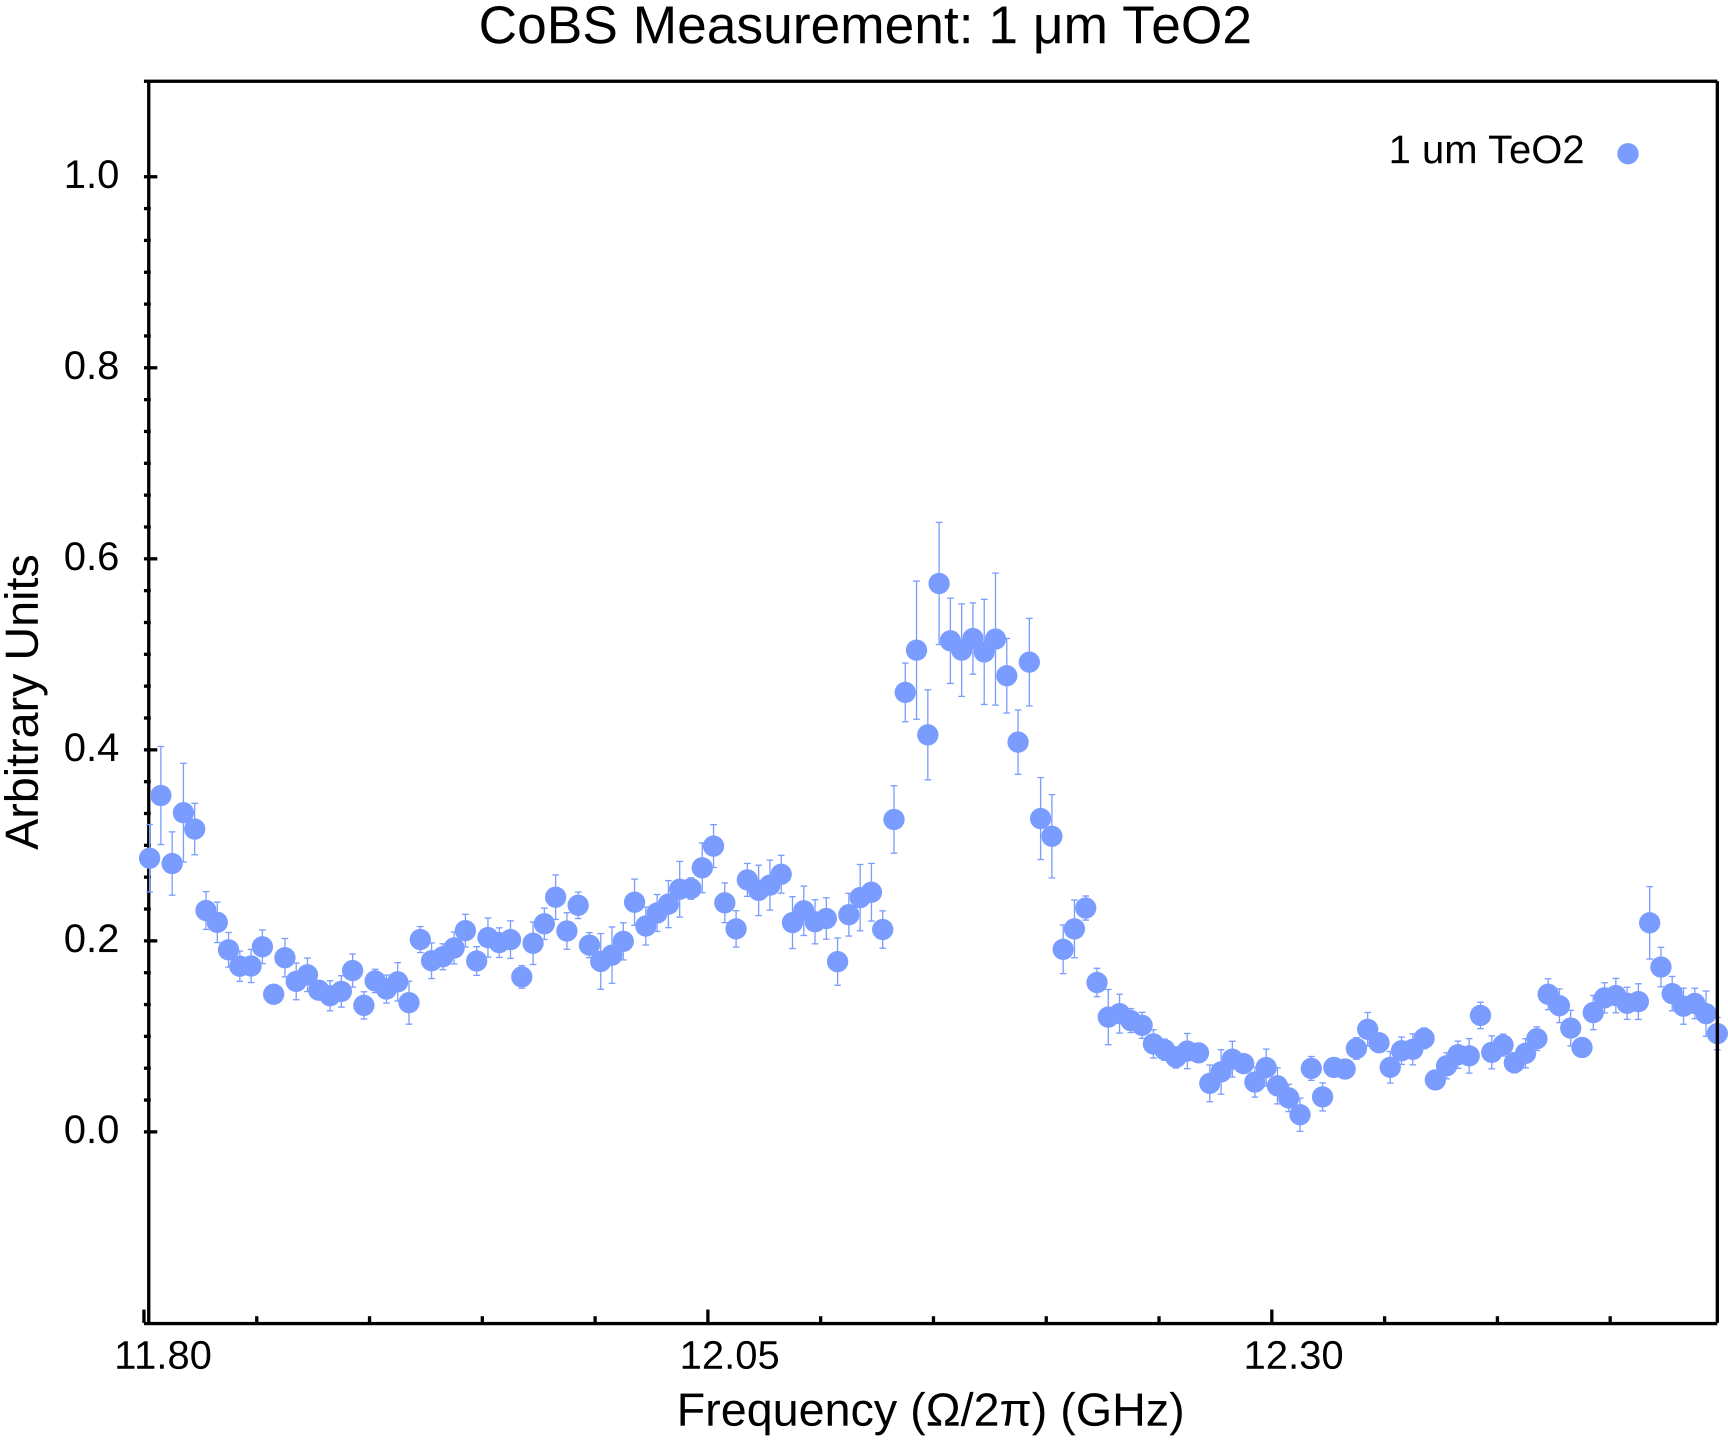 CoBS Measurement: 1 μm TeO2
1 um TeO2
1.0
0.8
0.6
0.4
0.2
0.0
Arbitrary Units
11.80 12.05 12.30
Frequency (Ω/2π) (GHz)